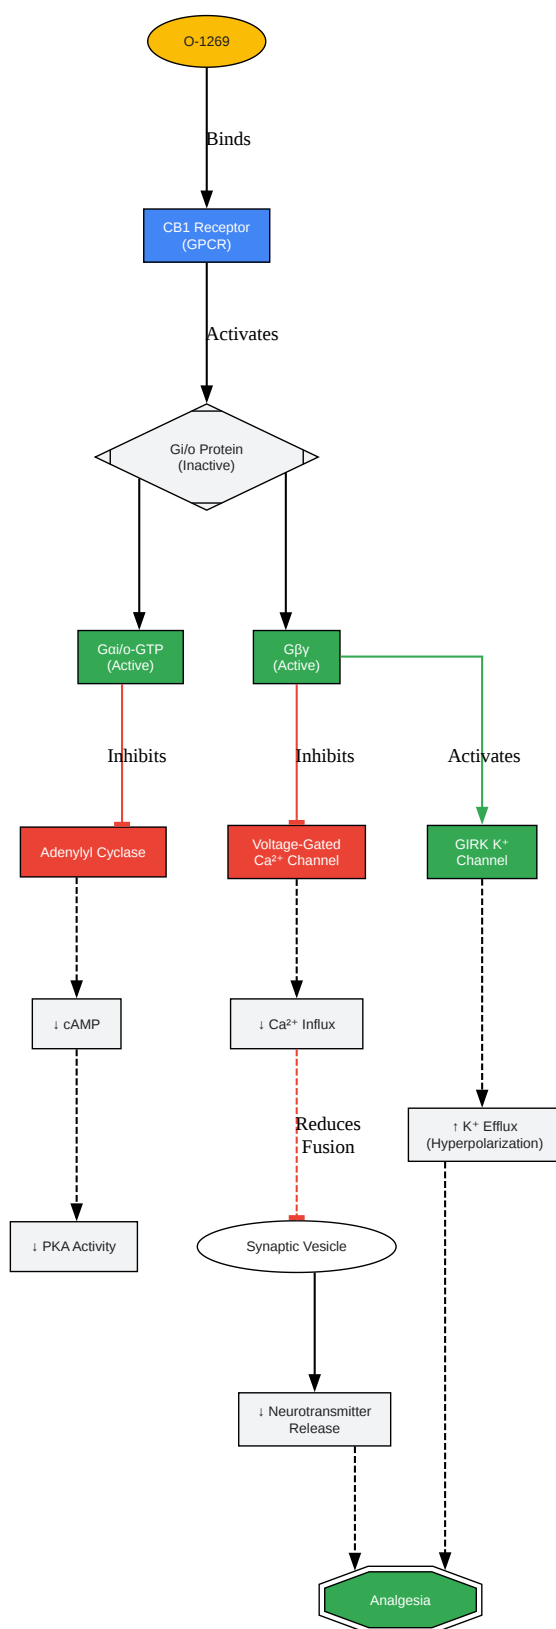 O-1269
Binds
CB1 Receptor
(GPCR)
Activates
Gi/o Protein
(Inactive)
Gαi/o-GTP
(Active)
Gβγ
(Active)
Inhibits
Inhibits
Activates
Adenylyl Cyclase
Voltage-Gated
Ca²⁺ Channel
GIRK K⁺
Channel
↓ cAMP
↓ Ca²⁺ Influx
Reduces
Fusion
↑ K⁺ Efflux
(Hyperpolarization)
↓ PKA Activity
Synaptic Vesicle
↓ Neurotransmitter
Release
Analgesia